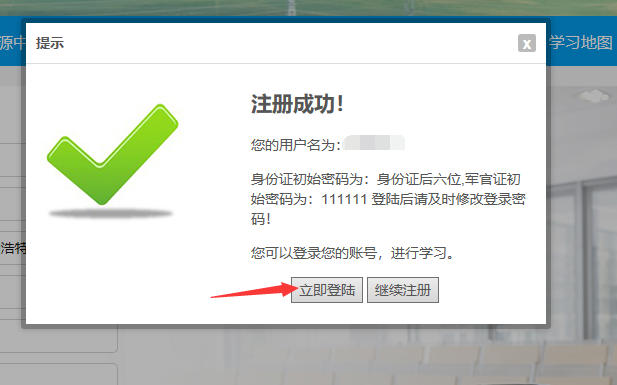 源中
学习地图
提示
x
注册成功！
您的用户名为：
身份证初始密码为：身份证后六位,军官证初
始密码为：111111 登陆后请及时修改登录密
码！
您可以登录您的账号，进行学习。
浩特
立即登陆 继续注册